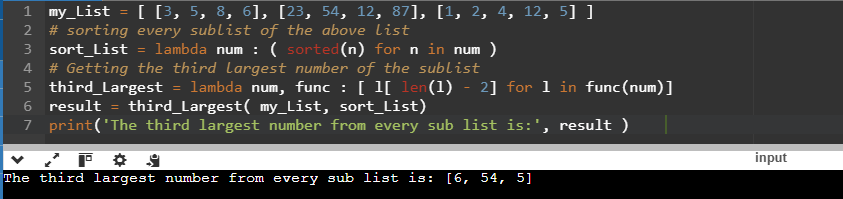 1 my_List = [ [3, 5, 8, 6], [23, 54, 12, 87], [1, 2, 4, 12, 5] ]
2 # sorting every sublist of the above list
3 sort_List = lambda num : ( sorted(n) for n in num )
4 # Getting the third largest number of the sublist
5 third_Largest = lambda num, func : [ l[ len(l) - 2] for l in func(num)]
6 result = third_Largest( my_List, sort_List)
7 print('The third largest number from every sub list is:', result )
input
The third largest number from every sub list is: [6, 54, 5]